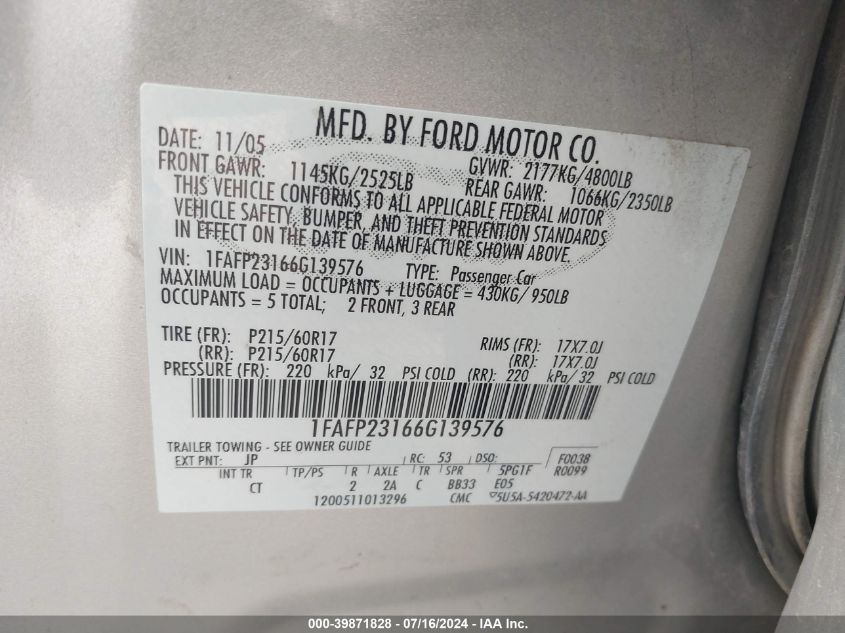 MFD. BY FORD MOTOR CO.
DATE: 11/05 GVWR: 2177KG/4800LB
FRONT GAWR: 1145KG/2525LB REAR GAWR: 1066KG/2350LB
THIS VEHICLE CONFORMS TO ALL APPLICABLE FEDERAL MOTOR
VEHICLE SAFETY, BUMPER, AND THEFT PREVENTION STANDARDS
IN EFFECT ON THE DATE OF MANUFACTURE SHOWN ABOVE.
VIN: 1FAFP23166G139576 TYPE: Passenger Car
MAXIMUM LOAD = OCCUPANTS + LUGGAGE = 430KG/ 950LB
OCCUPANTS = 5 TOTAL; 2 FRONT, 3 REAR
TIRE (FR): P215/60R17 RIMS (FR): 17X7.0J
(RR): P215/60R17 (RR): 17X7.0J
PRESSURE (FR): 220 kPa/ 32 PSI COLD (RR): 220 kPa/ 32 PSI COLD
1FAFP23166G139576
TRAILER TOWING - SEE OWNER GUIDE
EXT PNT: JP RC: 53 DSO: F0038
INT TR TP/PS R AXLE TR SPR 5PG1F R0099
CT 2 2A C BB33 E05
1200511013296 CMC 5U5A-5420472-AA
000-39871828 - 07/16/2024 - IAA Inc.